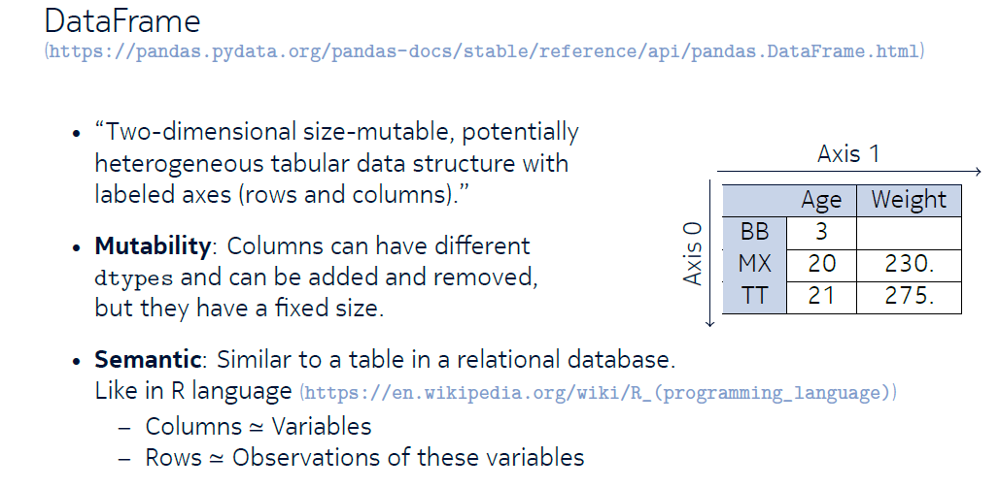 DataFrame
(https://pandas.pydata.org/pandas-docs/stable/reference/api/pandas.DataFrame.html)
• “Two-dimensional size-mutable, potentially
heterogeneous tabular data structure with
labeled axes (rows and columns).”
• Mutability: Columns can have different
dtypes and can be added and removed,
but they have a fixed size.
• Semantic: Similar to a table in a relational database.
Like in R language (https://en.wikipedia.org/wiki/R_(programming_language))
– Columns ≃ Variables
– Rows ≃ Observations of these variables
Axis 1
Axis 0
Age Weight
BB 3
MX 20 230.
TT 21 275.